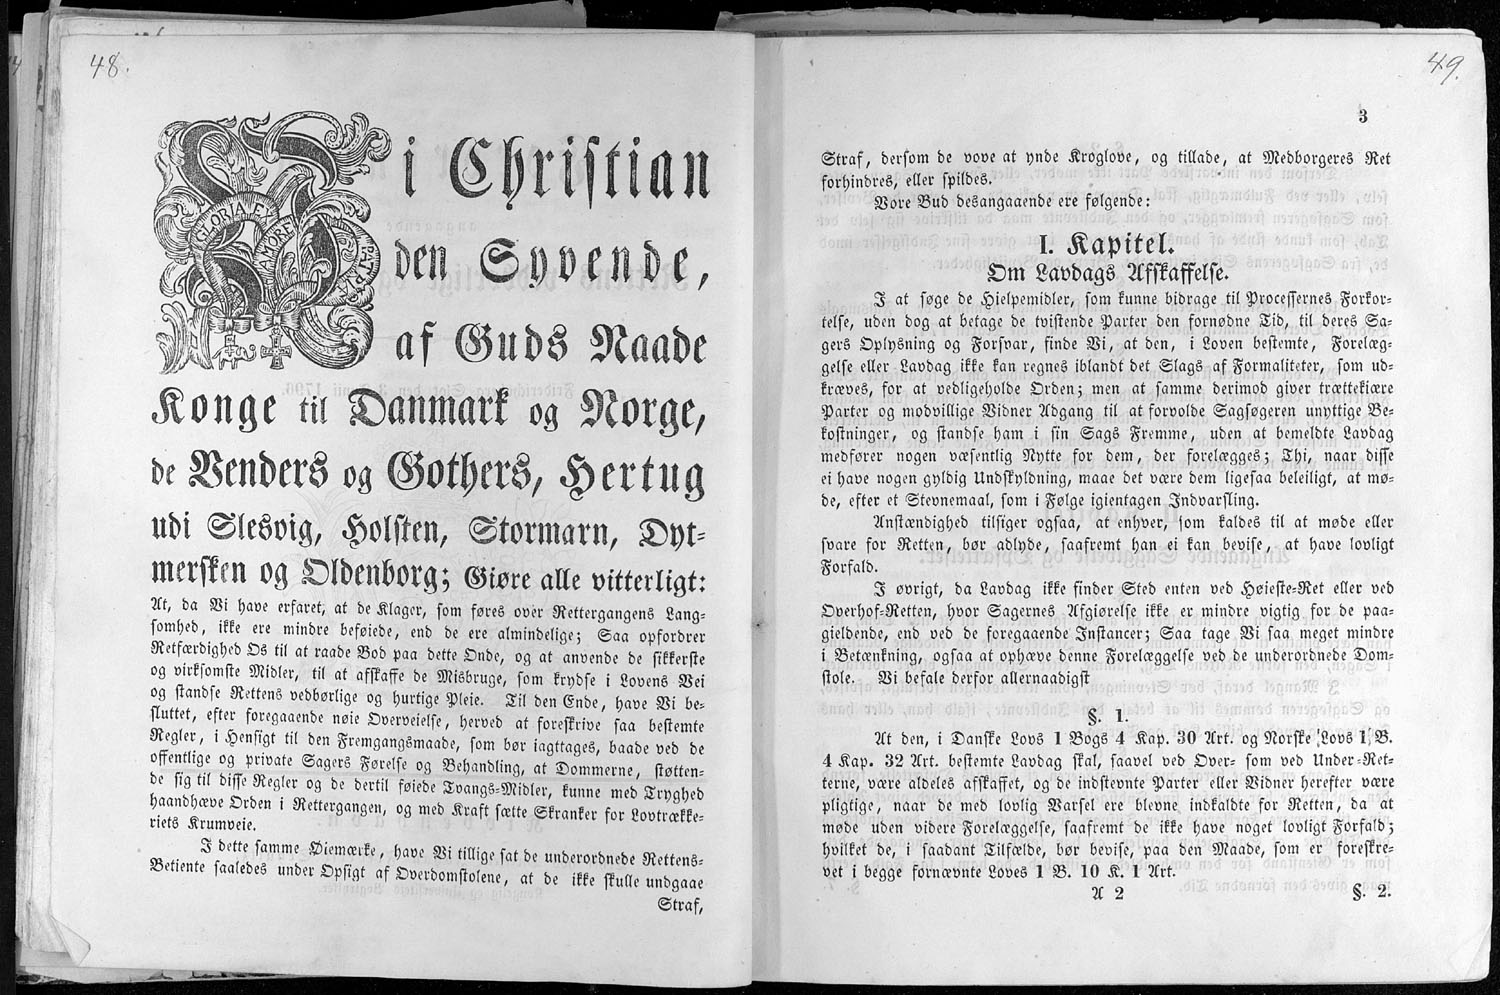 48.
GLORIA EX AMORE PATRIAE
Vi Christian
den Syvende,
af Guds Naade
Konge til Danmark og Norge,
de Venders og Gothers, Hertug
udi Slesvig, Holsten, Stormarn, Dyt-
mersken og Oldenborg; Giøre alle vitterligt:
At, da Vi have erfaret, at de Klager, som føres over Rettergangens Lang-
somhed, ikke ere mindre beføiede, end de ere almindelige; Saa opfordrer
Retfærdighed Os til at raade Bod paa dette Onde, og at anvende de sikkerste
og virksomste Midler, til at afskaffe de Misbruge, som krydse i Lovens Vei
og standse Rettens vedbørlige og hurtige Pleie. Til den Ende, have Vi be-
sluttet, efter foregaaende nøie Overveielse, herved at foreskrive saa bestemte
Regler, i Hensigt til den Fremgangsmaade, som bør iagttages, baade ved de
offentlige og private Sagers Førelse og Behandling, at Dommerne, støtten-
de sig til disse Regler og de dertil føiede Tvangs-Midler, kunne med Tryghed
haandhæve Orden i Rettergangen, og med Kraft sætte Skranker for Lovtrække-
riets Krumveie.
I dette samme Øiemærke, have Vi tillige sat de underordnede Rettens-
Betiente saaledes under Opsigt af Overdomstolene, at de ikke skulle undgaae
Straf,
49.
3
Straf, dersom de vove at ynde Kroglove, og tillade, at Medborgeres Ret
forhindres, eller spildes.
Vore Bud desangaaende ere følgende:
I. Kapitel.
Om Lavdags Afskaffelse.
I at søge de Hielpemidler, som kunne bidrage til Processernes Forkor-
telse, uden dog at betage de tvistende Parter den fornødne Tid, til deres Sa-
gers Oplysning og Forsvar, finde Vi, at den, i Loven bestemte, Forelæg-
gelse eller Lavdag ikke kan regnes iblandt det Slags af Formaliteter, som ud-
kræves, for at vedligeholde Orden; men at samme derimod giver trættekiære
Parter og modvillige Vidner Adgang til at forvolde Sagsøgeren unyttige Be-
kostninger, og standse ham i sin Sags Fremme, uden at bemeldte Lavdag
medfører nogen væsentlig Nytte for dem, der forelægges; Thi, naar disse
ei have nogen gyldig Undskyldning, maae det være dem ligesaa beleiligt, at mø-
de, efter et Stevnemaal, som i Følge igientagen Indvarsling.
Anstændighed tilsiger ogsaa, at enhver, som kaldes til at møde eller
svare for Retten, bør adlyde, saafremt han ei kan bevise, at have lovligt
Forfald.
I øvrigt, da Lavdag ikke finder Sted enten ved Høieste-Ret eller ved
Overhof-Retten, hvor Sagernes Afgiørelse ikke er mindre vigtig for de paa-
gieldende, end ved de foregaaende Instancer; Saa tage Vi saa meget mindre
i Betænkning, ogsaa at ophæve denne Forelæggelse ved de underordnede Dom-
stole. Vi befale derfor allernaadigst
§. 1.
At den, i Danske Lovs 1 Bogs 4 Kap. 30 Art. og Norske Lovs 1 B.
4 Kap. 32 Art. bestemte Lavdag skal, saavel ved Over- som ved Under-Ret-
terne, være aldeles afskaffet, og de indstevnte Parter eller Vidner herefter være
pligtige, naar de med lovlig Varsel ere blevne indkaldte for Retten, da at
møde uden videre Forelæggelse, saafremt de ikke have noget lovligt Forfald;
hvilket de, i saadant Tilfælde, bør bevise, paa den Maade, som er foreskre-
vet i begge fornævnte Loves 1 B. 10 K. 1 Art.
A 2
§. 2.